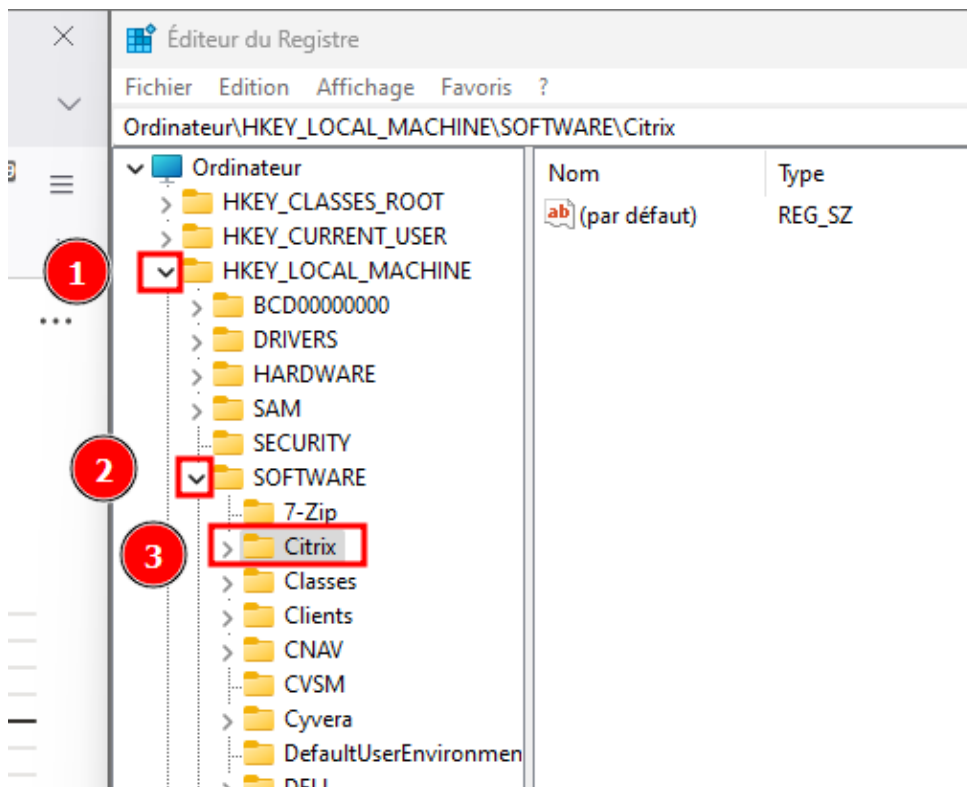 Éditeur du Registre
Fichier Edition Affichage Favoris ?
Ordinateur\HKEY_LOCAL_MACHINE\SOFTWARE\Citrix
Ordinateur
Nom Type
HKEY_CLASSES_ROOT
ab (par défaut) REG_SZ
HKEY_CURRENT_USER
1 HKEY_LOCAL_MACHINE
BCD00000000
DRIVERS
HARDWARE
SAM
SECURITY
2 SOFTWARE
7-Zip
3 Citrix
Classes
Clients
CNAV
CVSM
Cyvera
DefaultUserEnvironmen